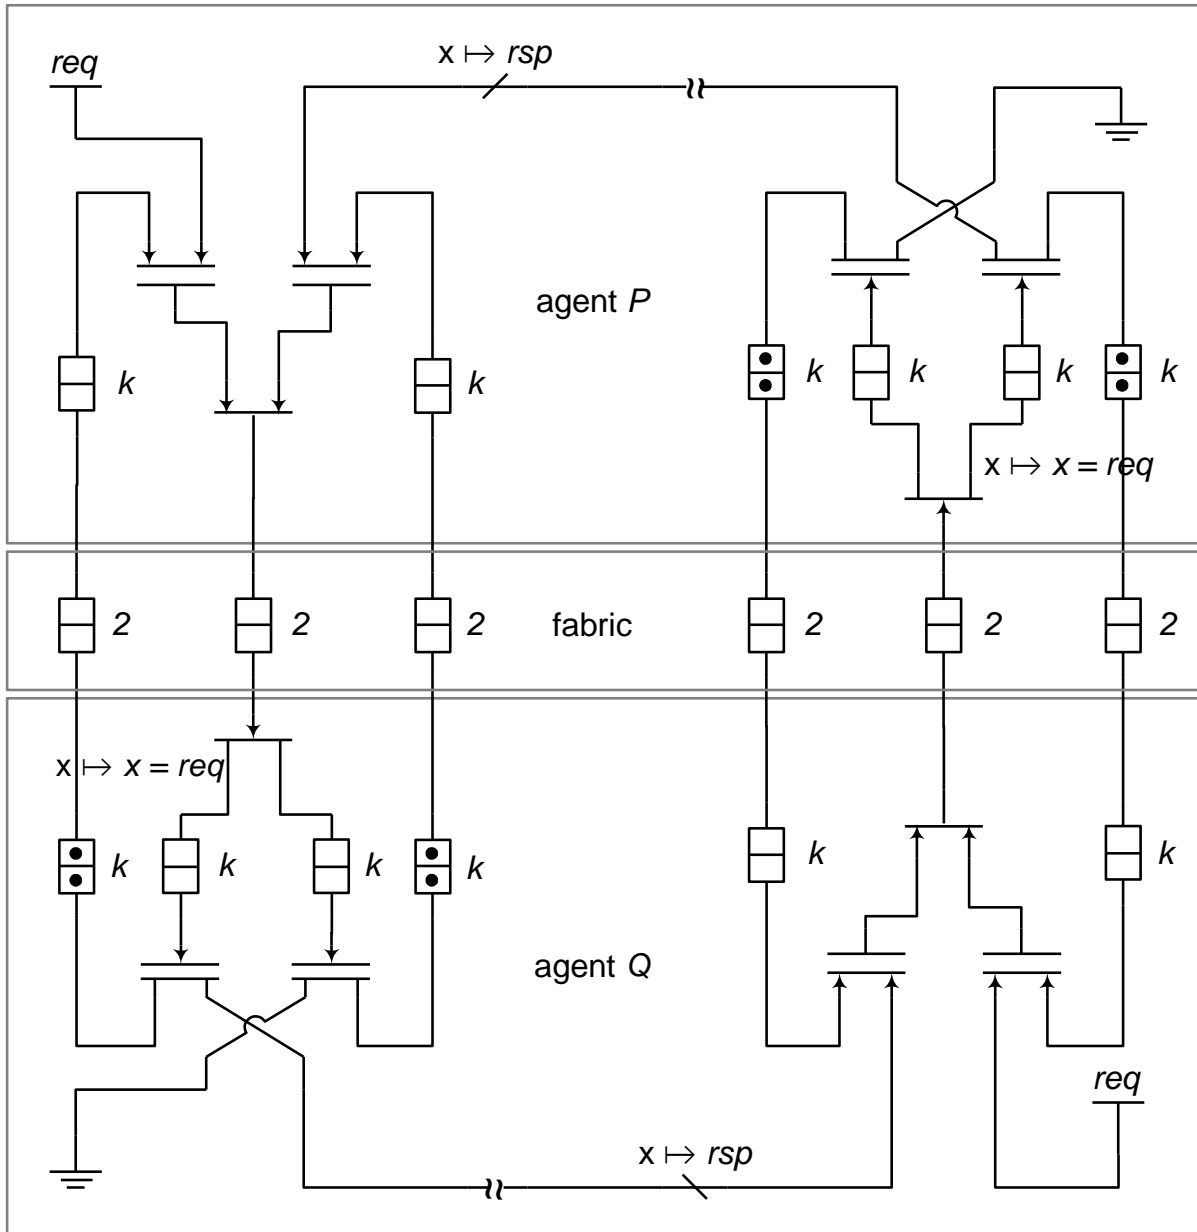 x ↦ rsp
req
agent P
k
k
k
k
k
k
x ↦ x = req
2
2
2
fabric
2
2
2
x ↦ x = req
k
k
k
k
k
k
agent Q
req
x ↦ rsp